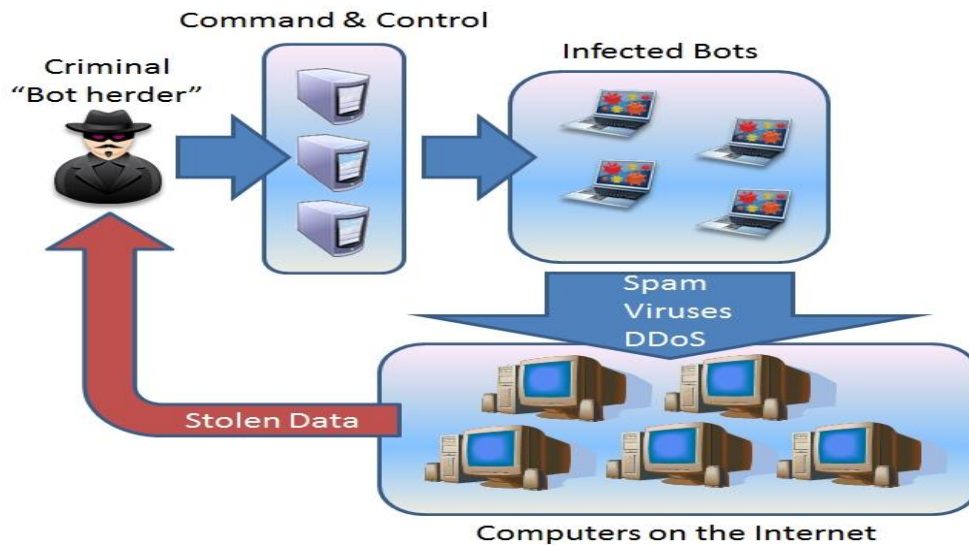 Command & Control
Criminal
“Bot herder”
Infected Bots
Spam
Viruses
DDoS
Stolen Data
Computers on the Internet